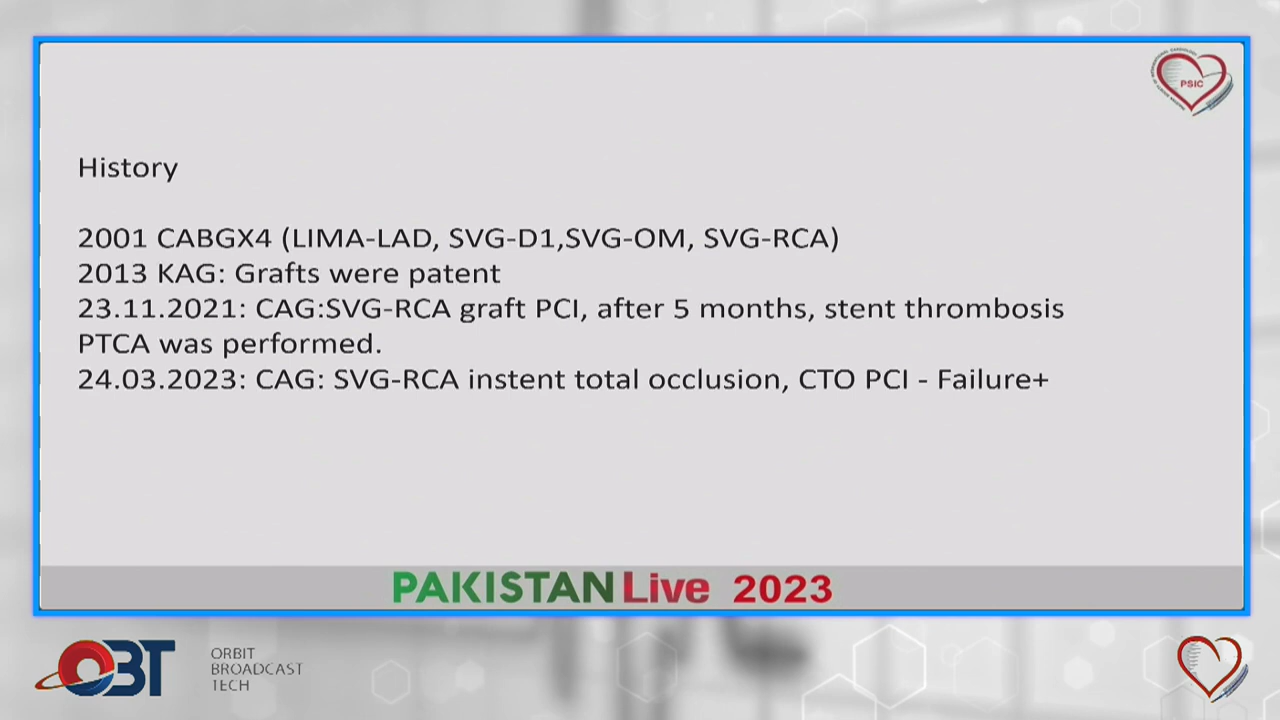 PSIC
History
2001 CABGX4 (LIMA-LAD, SVG-D1,SVG-OM, SVG-RCA)
2013 KAG: Grafts were patent
23.11.2021: CAG:SVG-RCA graft PCI, after 5 months, stent thrombosis
PTCA was performed.
24.03.2023: CAG: SVG-RCA instent total occlusion, CTO PCI - Failure+
PAKISTAN Live 2023
OBT
ORBIT
BROADCAST
TECH